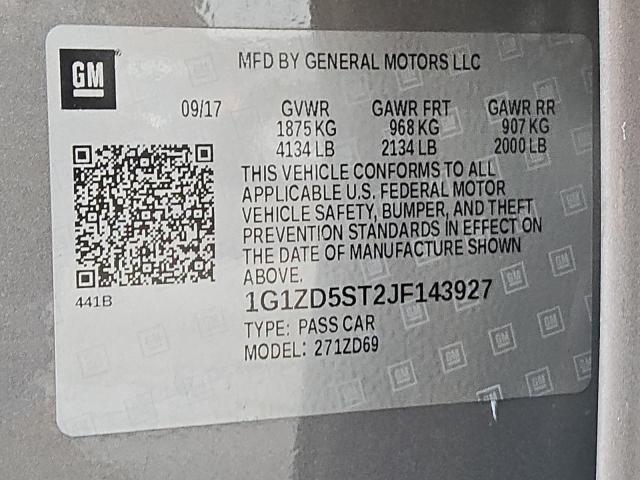 GM
MFD BY GENERAL MOTORS LLC
09/17 GVWR GAWR FRT GAWR RR
1875 KG 968 KG 907 KG
4134 LB 2134 LB 2000 LB
THIS VEHICLE CONFORMS TO ALL
APPLICABLE U.S. FEDERAL MOTOR
VEHICLE SAFETY, BUMPER, AND THEFT
PREVENTION STANDARDS IN EFFECT ON
THE DATE OF MANUFACTURE SHOWN
ABOVE.
441B
1G1ZD5ST2JF143927
TYPE: PASS CAR
MODEL: 271ZD69